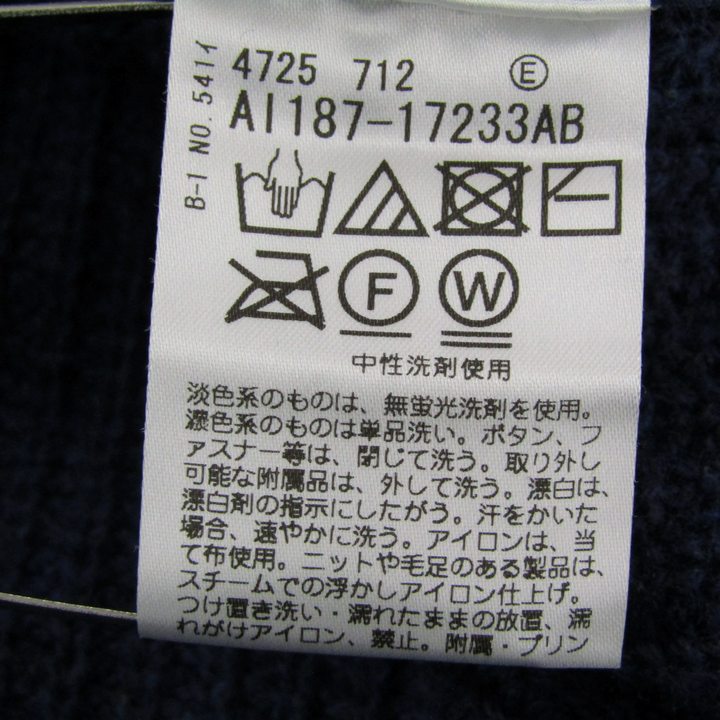 4725 712 Ⓔ
AI187-17233AB
B-1 NO.541イ
F
W
中性洗剤使用
淡色系のものは、無蛍光洗剤を使用。
濃色系のものは単品洗い。ボタン、フ
ァスナー等は、閉じて洗う。取り外し
可能な附属品は、外して洗う。漂白は、
漂白剤の指示にしたがう。汗をかいた
場合、速やかに洗う。アイロンは、当
て布使用。ニットや毛足のある製品は、
スチームでの浮かしアイロン仕上げ。
つけ置き洗い・濡れたままの放置、濡
れがけアイロン、禁止。附属・プリン